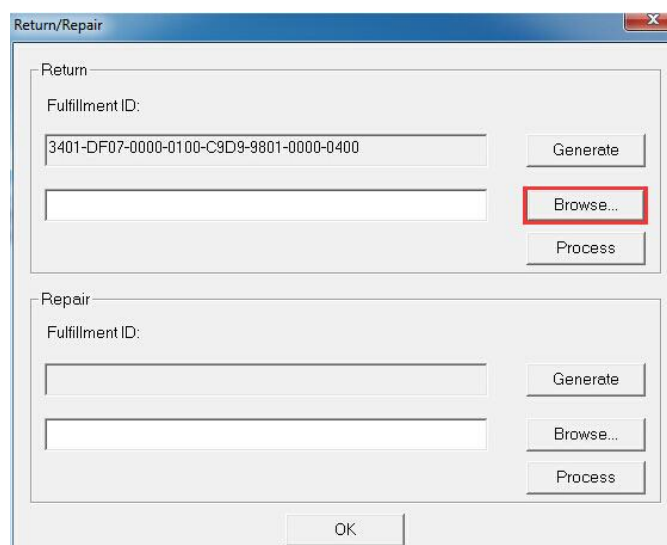 Return/Repair
Return
Fulfillment ID:
3401-DF07-0000-0100-C9D9-9801-0000-0400
Generate
Browse...
Process
Repair
Fulfillment ID:
Generate
Browse...
Process
OK